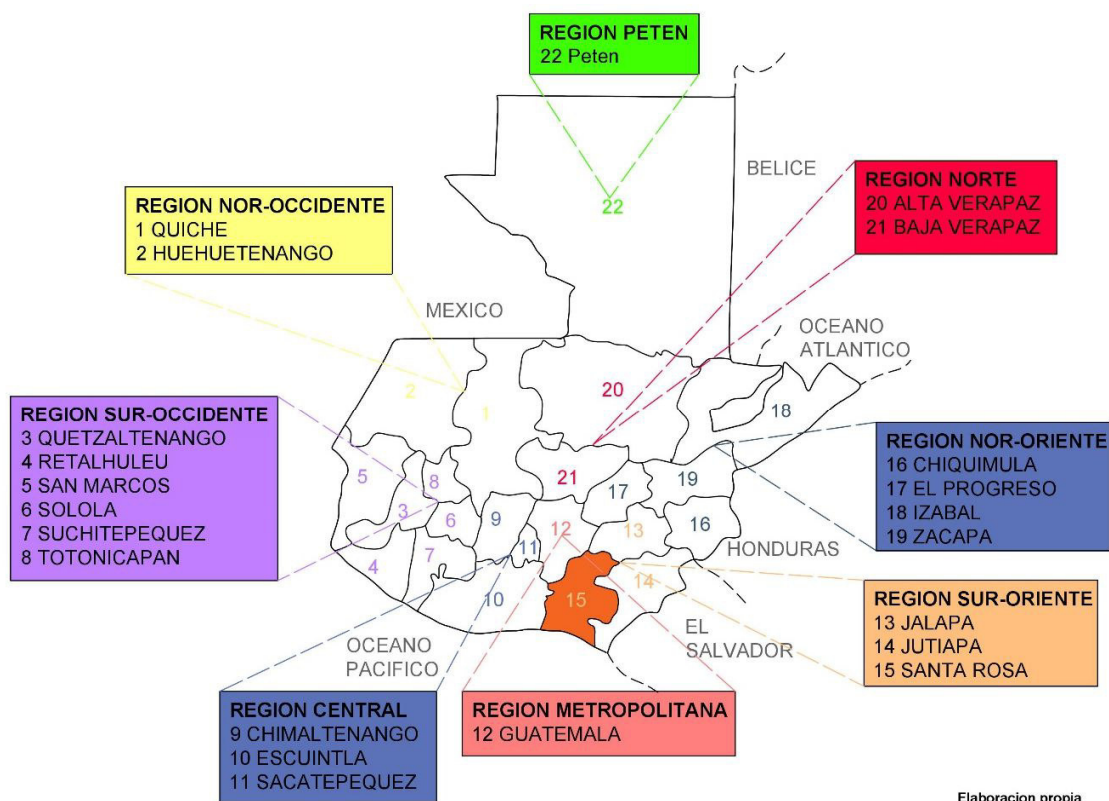 REGION PETEN
22 Peten
22
BELICE
REGION NORTE
20 ALTA VERAPAZ
21 BAJA VERAPAZ
REGION NOR-OCCIDENTE
1 QUICHE
2 HUEHUETENANGO
MEXICO
OCEANO
ATLANTICO
REGION SUR-OCCIDENTE
3 QUETZALTENANGO
4 RETALHULEU
5 SAN MARCOS
6 SOLOLA
7 SUCHITEPEQUEZ
8 TOTONICAPAN
2
1
20
18
5
8
3
6
9
21
17
19
4
7
11
12
13
16
10
15
14
REGION NOR-ORIENTE
16 CHIQUIMULA
17 EL PROGRESO
18 IZABAL
19 ZACAPA
HONDURAS
REGION SUR-ORIENTE
13 JALAPA
14 JUTIAPA
15 SANTA ROSA
EL
SALVADOR
OCEANO
PACIFICO
REGION CENTRAL
9 CHIMALTENANGO
10 ESCUINTLA
11 SACATEPEQUEZ
REGION METROPOLITANA
12 GUATEMALA
Elaboracion propia